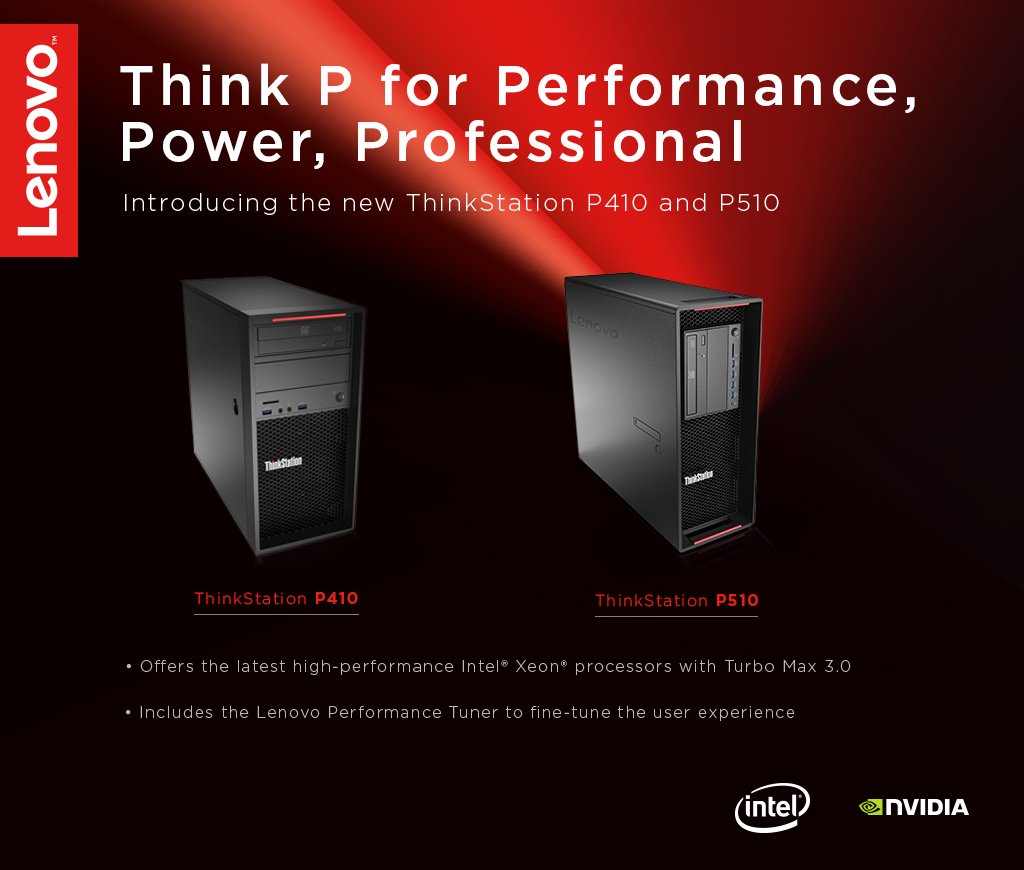 Lenovo™
Think P for Performance,
Power, Professional
Introducing the new ThinkStation P410 and P510
Lenovo
ThinkStation
ThinkStation
ThinkStation P410
ThinkStation P510
• Offers the latest high-performance Intel® Xeon® processors with Turbo Max 3.0
• Includes the Lenovo Performance Tuner to fine-tune the user experience
intel®
NVIDIA